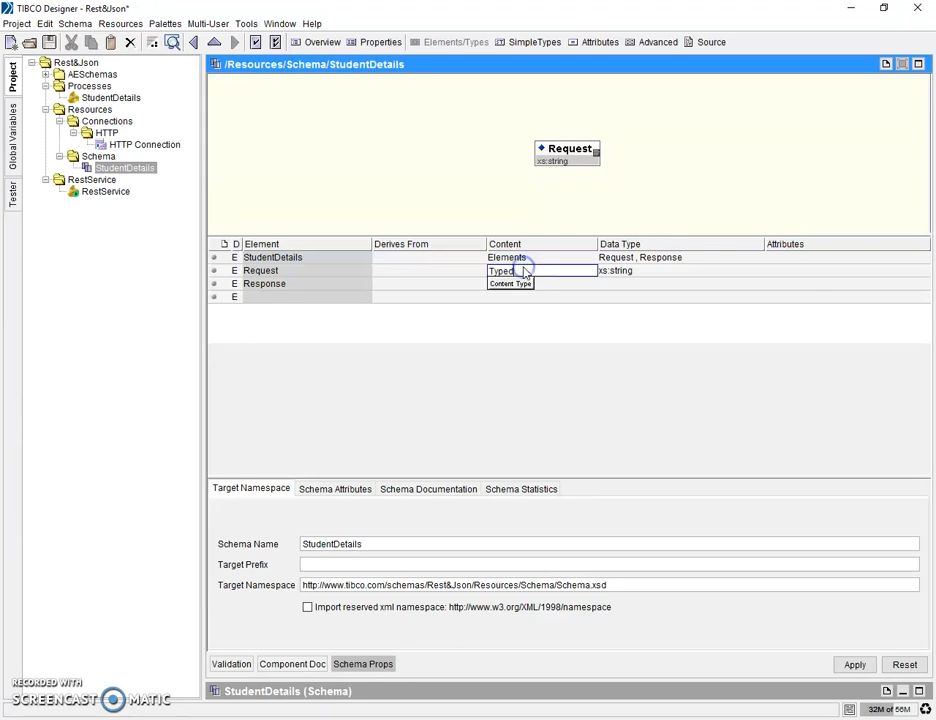 TIBCO Designer - Rest&Json*
Project Edit Schema Resources Palettes Multi-User Tools Window Help
Overview Properties Elements/Types SimpleTypes Attributes Advanced Source
Project
Global Variables
Tester
Rest&Json
AESchemas
Processes
StudentDetails
Resources
Connections
HTTP
HTTP Connection
Schema
StudentDetails
RestService
RestService
/Resources/Schema/StudentDetails
Request
xs:string
D Element Derives From Content Data Type Attributes
E StudentDetails Elements Request , Response
E Request Typed xs:string
E Response Content Type
E
Target Namespace Schema Attributes Schema Documentation Schema Statistics
Schema Name StudentDetails
Target Prefix
Target Namespace http://www.tibco.com/schemas/Rest&Json/Resources/Schema/Schema.xsd
Import reserved xml namespace: http://www.w3.org/XML/1998/namespace
Validation Component Doc Schema Props Apply Reset
StudentDetails (Schema)
RECORDED WITH
SCREENCAST MATIC
32M of 56M